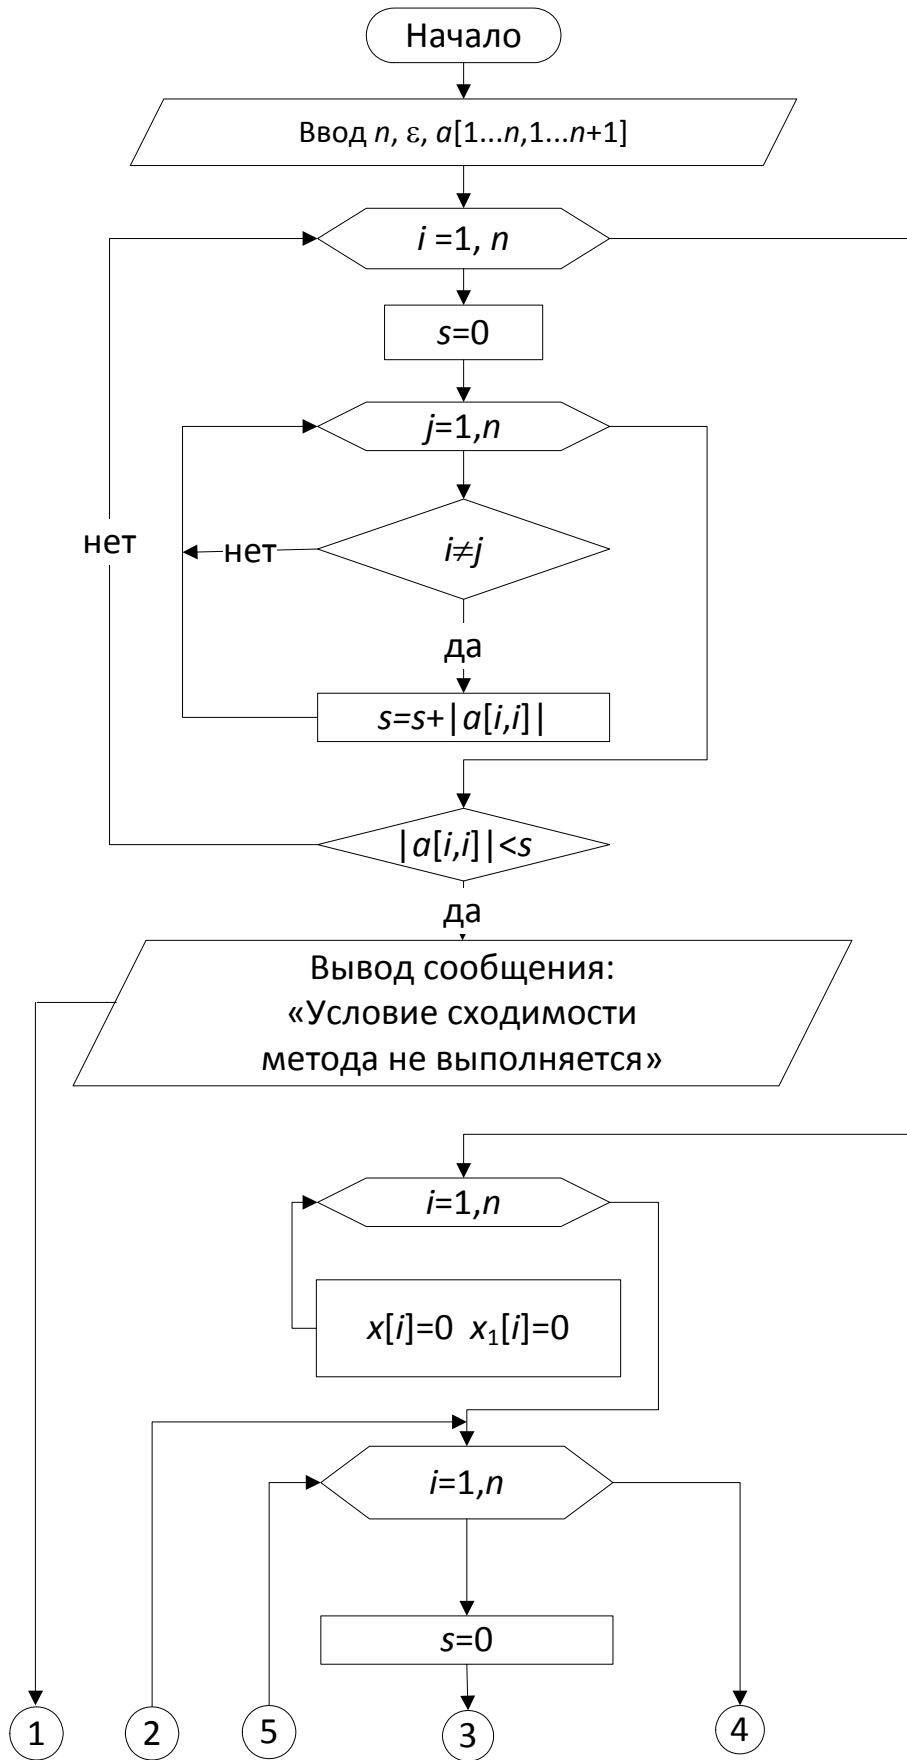 Начало
Ввод n, ε, a[1...n,1...n+1]
i =1, n
s=0
j=1,n
нет
нет
i≠j
да
s=s+|a[i,i]|
|a[i,i]|<s
да
Вывод сообщения:
«Условие сходимости
метода не выполняется»
i=1,n
x[i]=0 x₁[i]=0
i=1,n
s=0
1
2
5
3
4